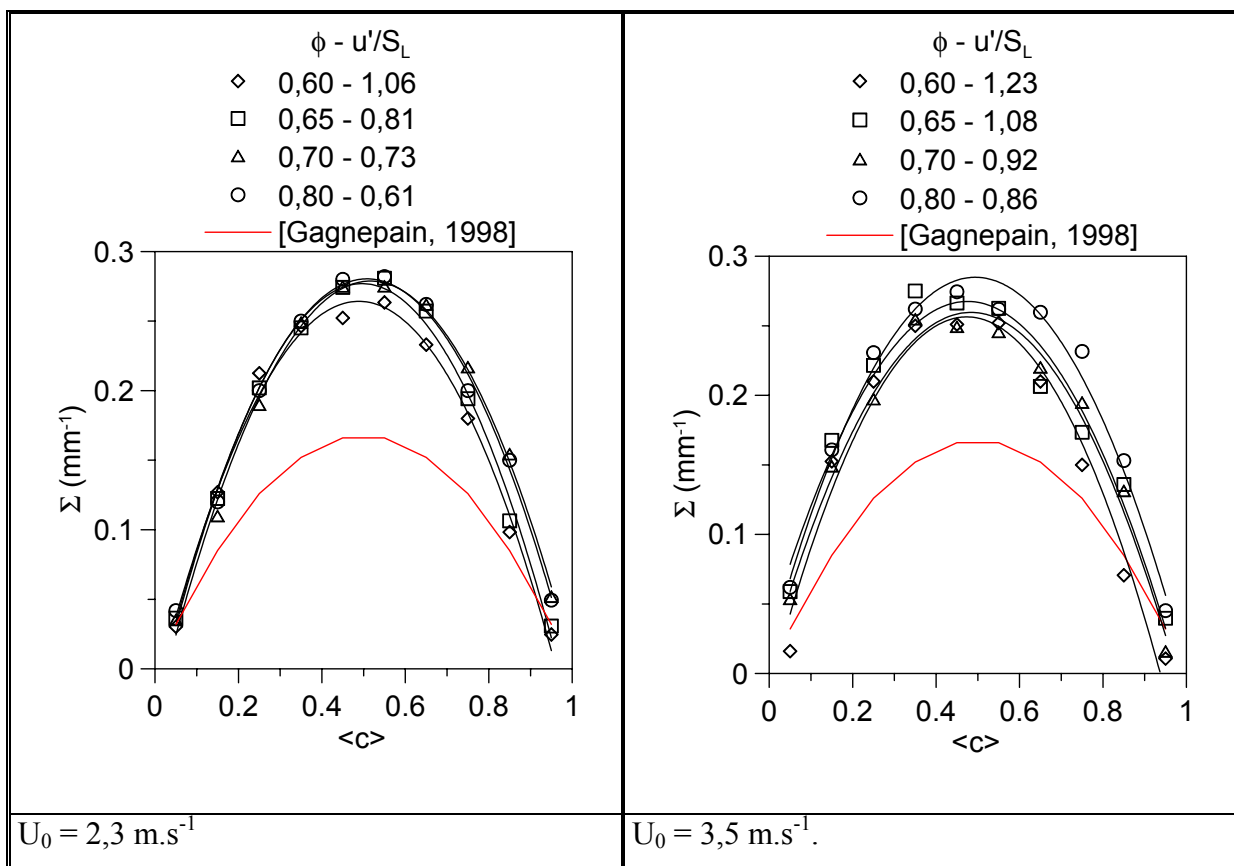 ϕ - u'/S_L
0,60 - 1,06
0,65 - 0,81
0,70 - 0,73
0,80 - 0,61
[Gagnepain, 1998]
0.3
0.2
0.1
0
Σ (mm⁻¹)
0 0.2 0.4 0.6 0.8 1
<c>
U₀ = 2,3 m.s⁻¹
ϕ - u'/S_L
0,60 - 1,23
0,65 - 1,08
0,70 - 0,92
0,80 - 0,86
[Gagnepain, 1998]
0.3
0.2
0.1
0
Σ (mm⁻¹)
0 0.2 0.4 0.6 0.8 1
<c>
U₀ = 3,5 m.s⁻¹.